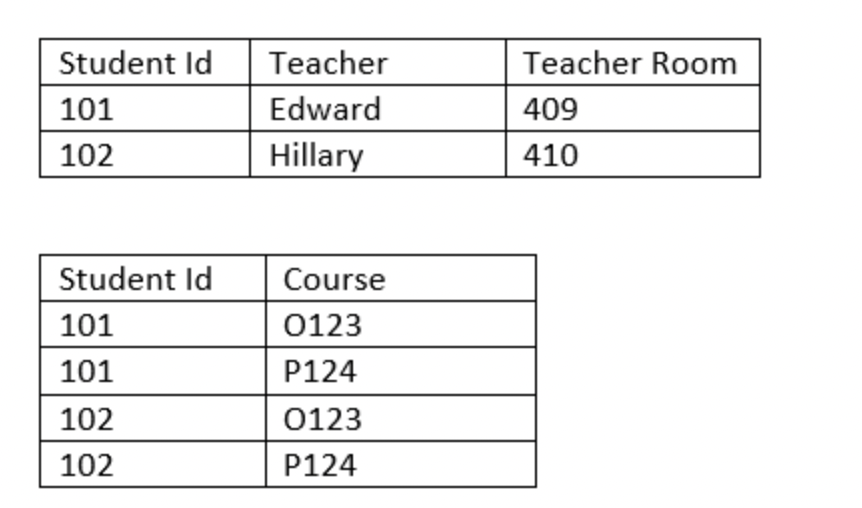 Student Id Teacher Teacher Room
101 Edward 409
102 Hillary 410
Student Id Course
101 O123
101 P124
102 O123
102 P124